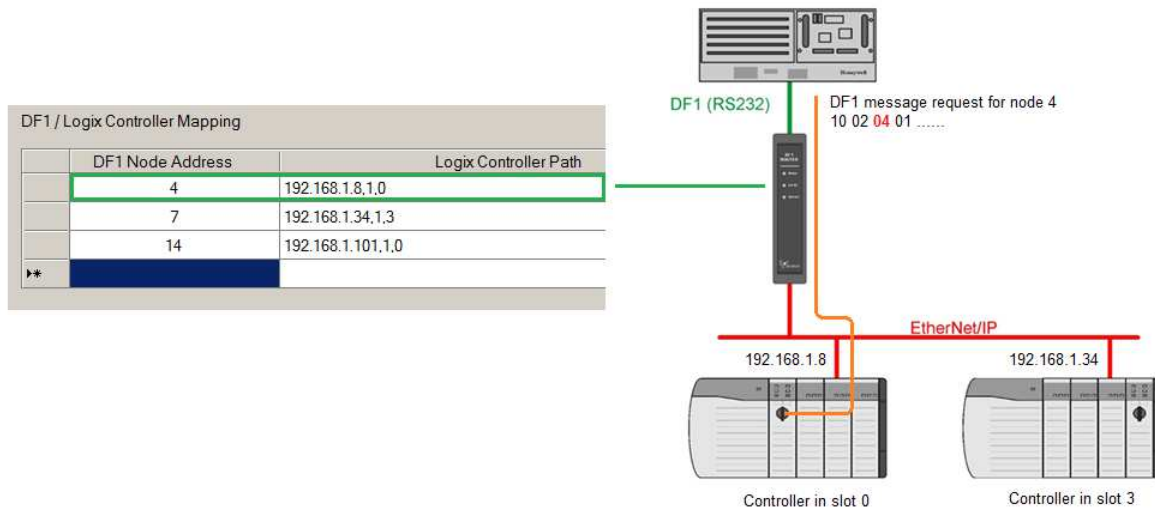 DF1 / Logix Controller Mapping
DF1 Node Address Logix Controller Path
4 192.168.1.8,1,0
7 192.168.1.34,1,3
14 192.168.1.101,1,0
Honeywell
DF1 (RS232)
DF1 message request for node 4
10 02 04 01 ......
DF1
ROUTER
EtherNet/IP
192.168.1.8
192.168.1.34
Controller in slot 0
Controller in slot 3